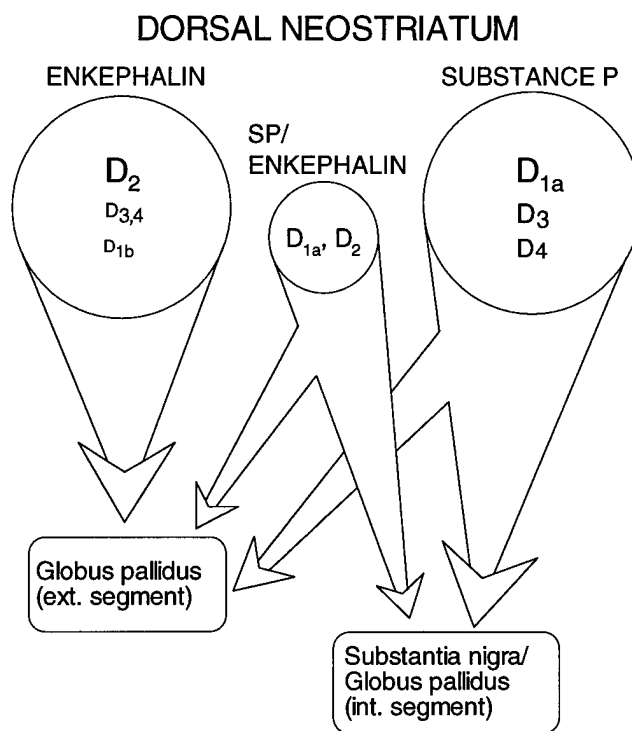 DORSAL NEOSTRIATUM
ENKEPHALIN
SUBSTANCE P
SP/
ENKEPHALIN
D2
D3,4
D1b
D1a, D2
D1a
D3
D4
Globus pallidus
(ext. segment)
Substantia nigra/
Globus pallidus
(int. segment)